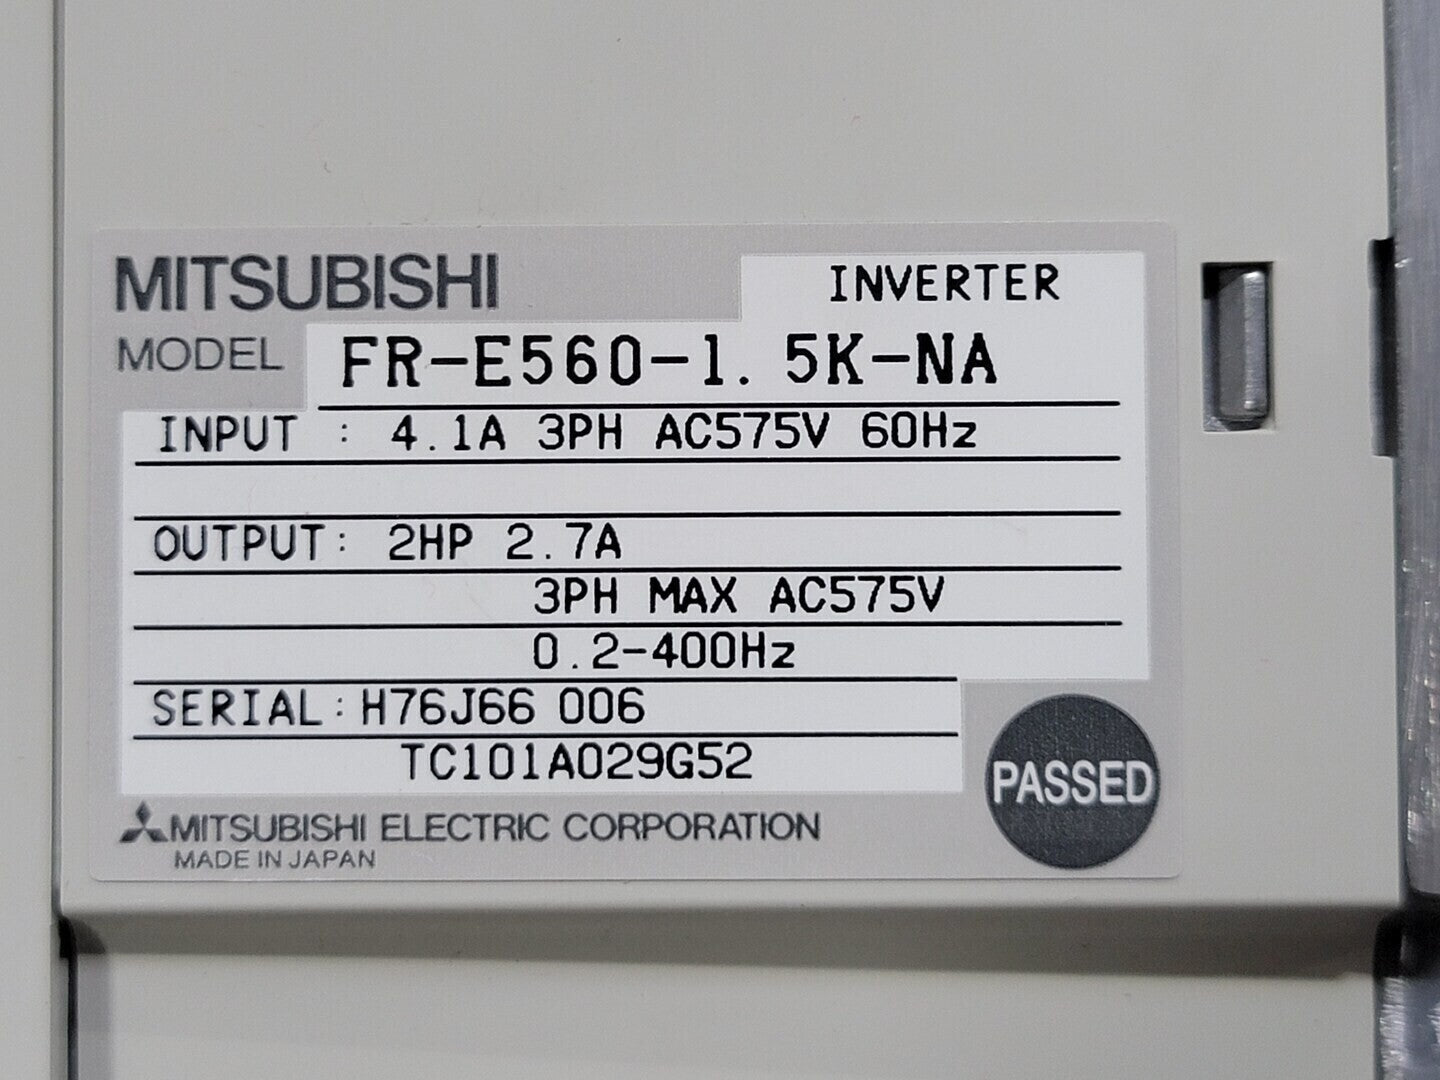 MITSUBISHI
INVERTER
MODEL FR-E560-1.5K-NA
INPUT : 4.1A 3PH AC575V 60Hz
OUTPUT: 2HP 2.7A
3PH MAX AC575V
0.2-400Hz
SERIAL: H76J66 006
TC101A029G52
PASSED
MITSUBISHI ELECTRIC CORPORATION
MADE IN JAPAN